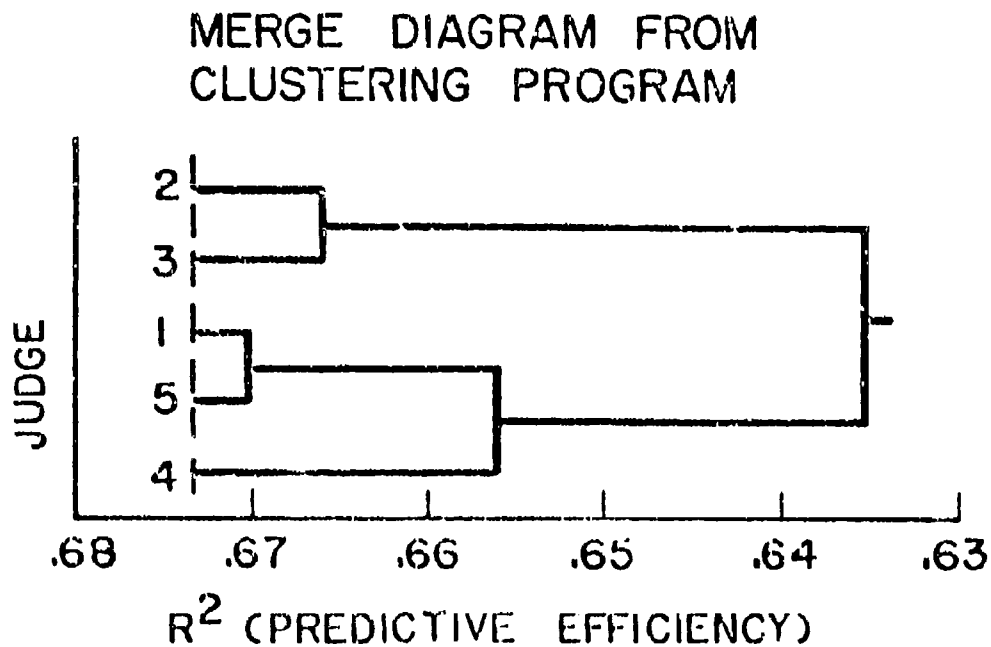 MERGE DIAGRAM FROM
CLUSTERING PROGRAM
JUDGE
2
3
1
5
4
.68 .67 .66 .65 .64 .63
R² (PREDICTIVE EFFICIENCY)